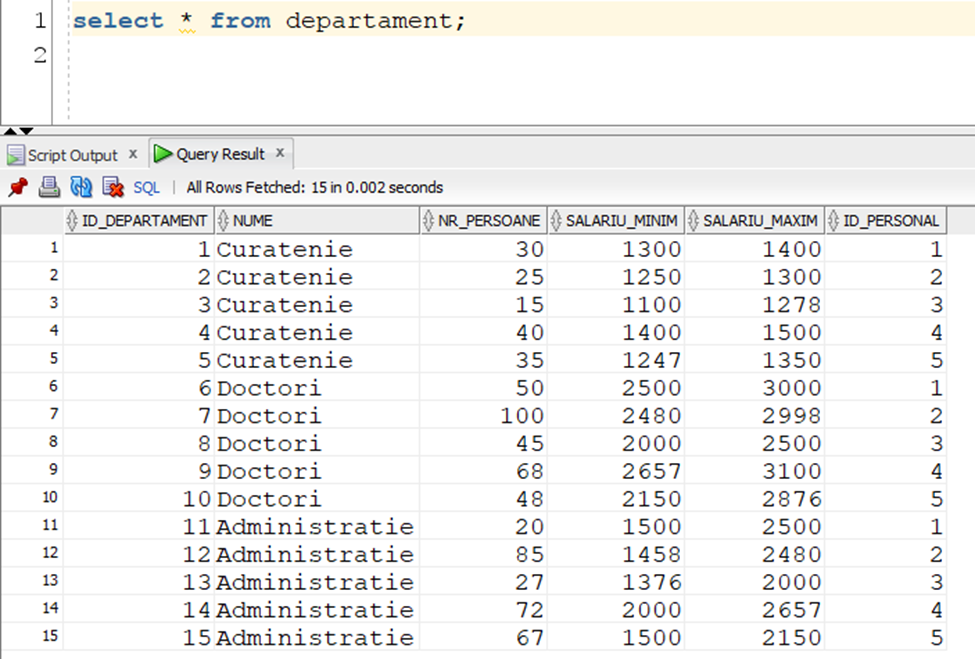 1 select * from departament;
2
Script Output x Query Result x
SQL | All Rows Fetched: 15 in 0.002 seconds
ID_DEPARTAMENT NUME NR_PERSOANE SALARIU_MINIM SALARIU_MAXIM ID_PERSONAL
1 1 Curatenie 30 1300 1400 1
2 2 Curatenie 25 1250 1300 2
3 3 Curatenie 15 1100 1278 3
4 4 Curatenie 40 1400 1500 4
5 5 Curatenie 35 1247 1350 5
6 6 Doctori 50 2500 3000 1
7 7 Doctori 100 2480 2998 2
8 8 Doctori 45 2000 2500 3
9 9 Doctori 68 2657 3100 4
10 10 Doctori 48 2150 2876 5
11 11 Administratie 20 1500 2500 1
12 12 Administratie 85 1458 2480 2
13 13 Administratie 27 1376 2000 3
14 14 Administratie 72 2000 2657 4
15 15 Administratie 67 1500 2150 5